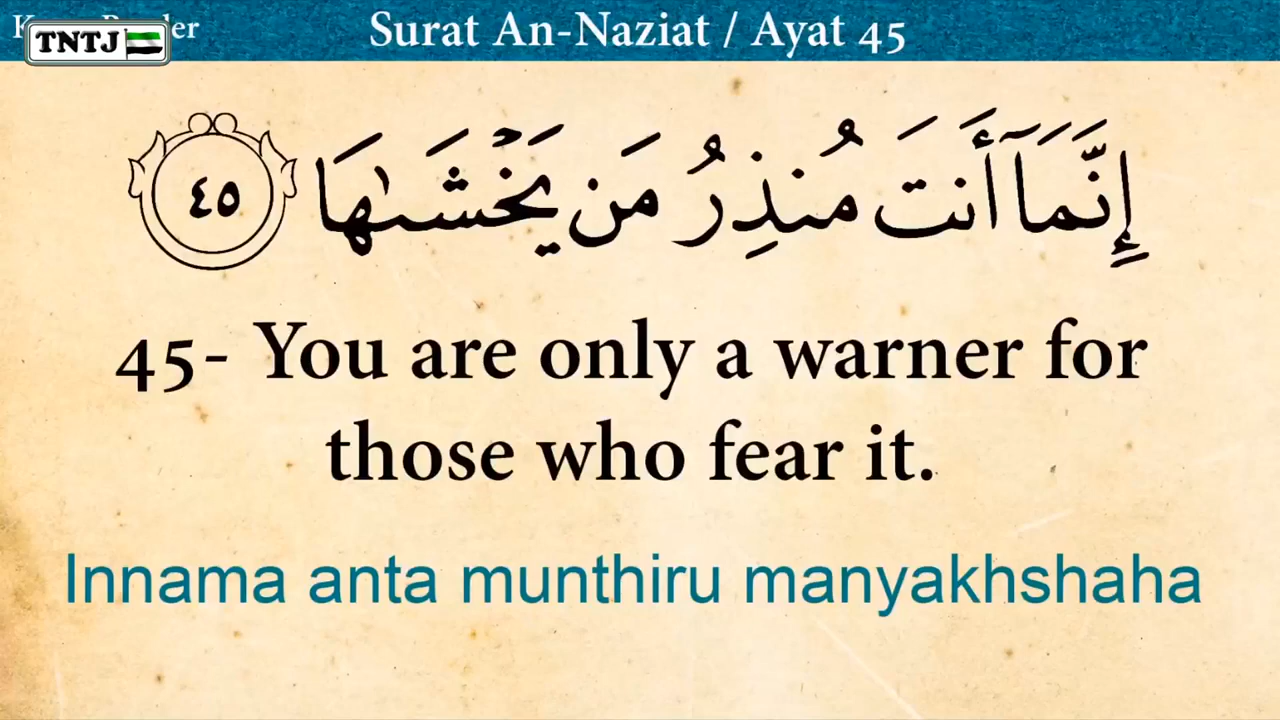 Surat An-Naziat / Ayat 45
TNTJ
إِنَّمَآ أَنتَ مُنذِرُ مَن يَخْشَىٰهَا ٤٥
45- You are only a warner for
those who fear it.
Innama anta munthiru manyakhshaha